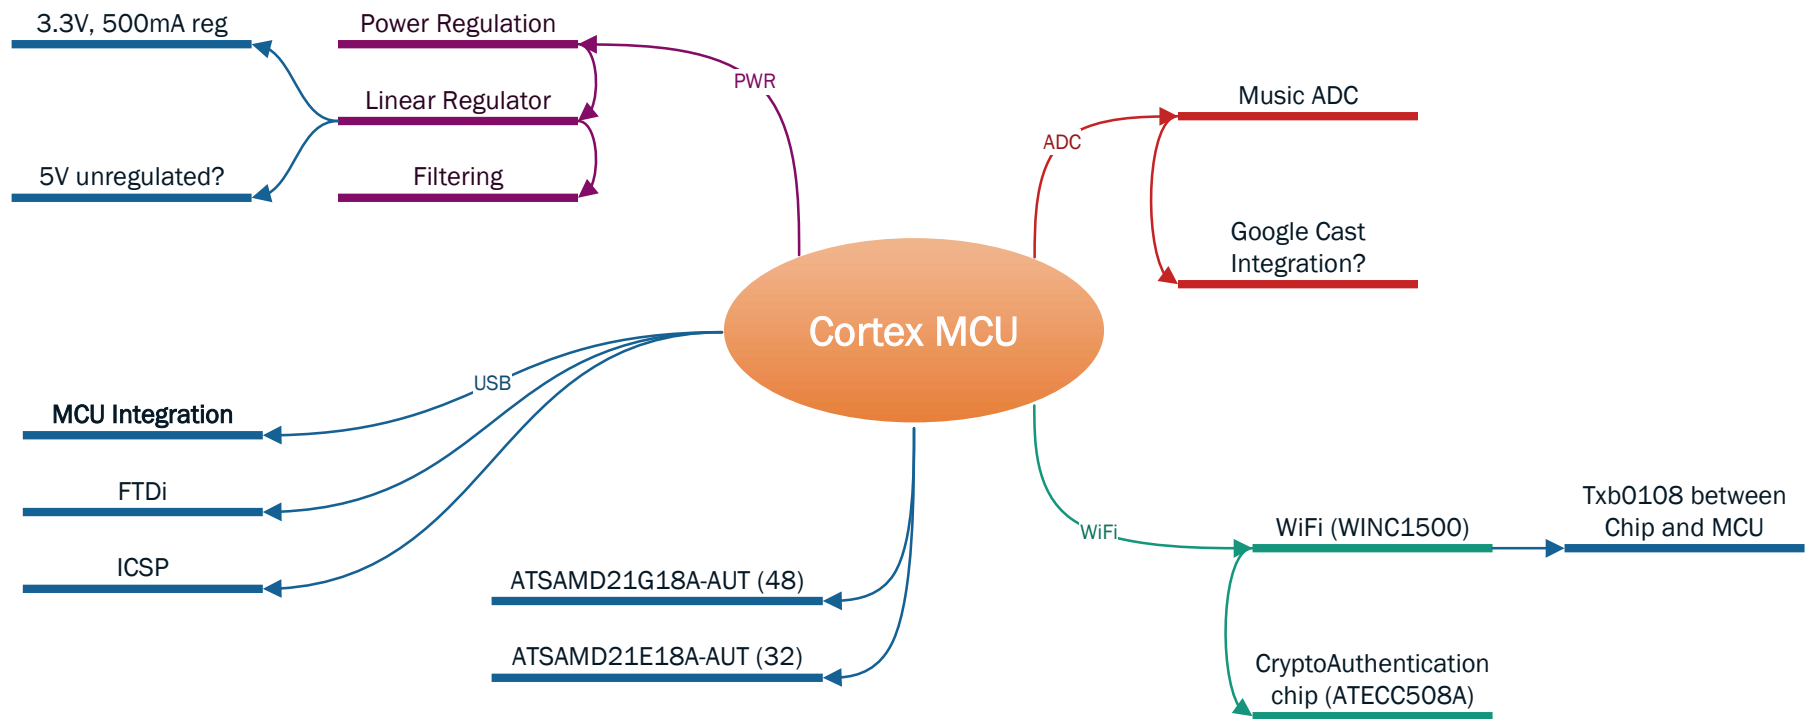 3.3V, 500mA reg
Power Regulation
PWR
Linear Regulator
5V unregulated?
Filtering
Music ADC
ADC
Google Cast
Integration?
Cortex MCU
USB
MCU Integration
FTDi
ICSP
ATSAMD21G18A-AUT (48)
ATSAMD21E18A-AUT (32)
WiFi
WiFi (WINC1500)
Txb0108 between
Chip and MCU
CryptoAuthentication
chip (ATECC508A)